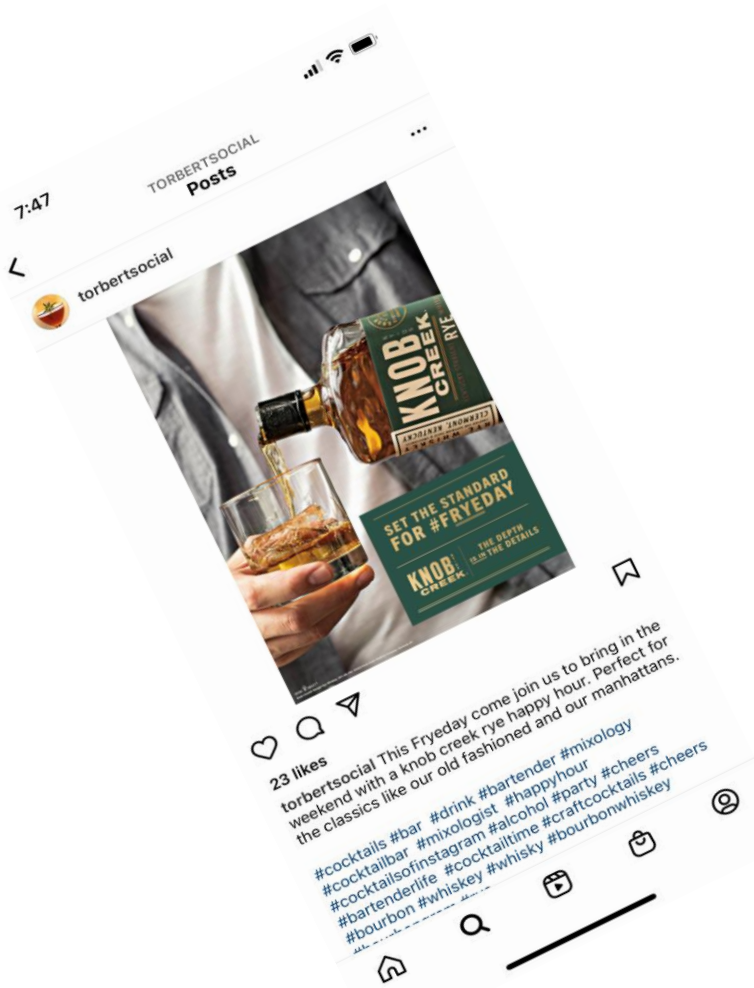 7:47
TORBERTSOCIAL
Posts
torbertsocial
KNOB
CREEK
RYE
CLERMONT, KENTUCKY
RYE WHISKEY
SET THE STANDARD
FOR #FRYEDAY
KNOB
CREEK
THE DEPTH
IS IN THE DETAILS
23 likes
torbertsocial This Fryeday come join us to bring in the
weekend with a knob creek rye happy hour. Perfect for
the classics like our old fashioned and our manhattans.
#cocktails #bar #drink #bartender #mixology
#cocktailbar #mixologist #happyhour
#cocktailsofinstagram #alcohol #party #cheers
#bartenderlife #cocktailtime #craftcocktails #cheers
#bourbon #whiskey #whisky #bourbonwhiskey